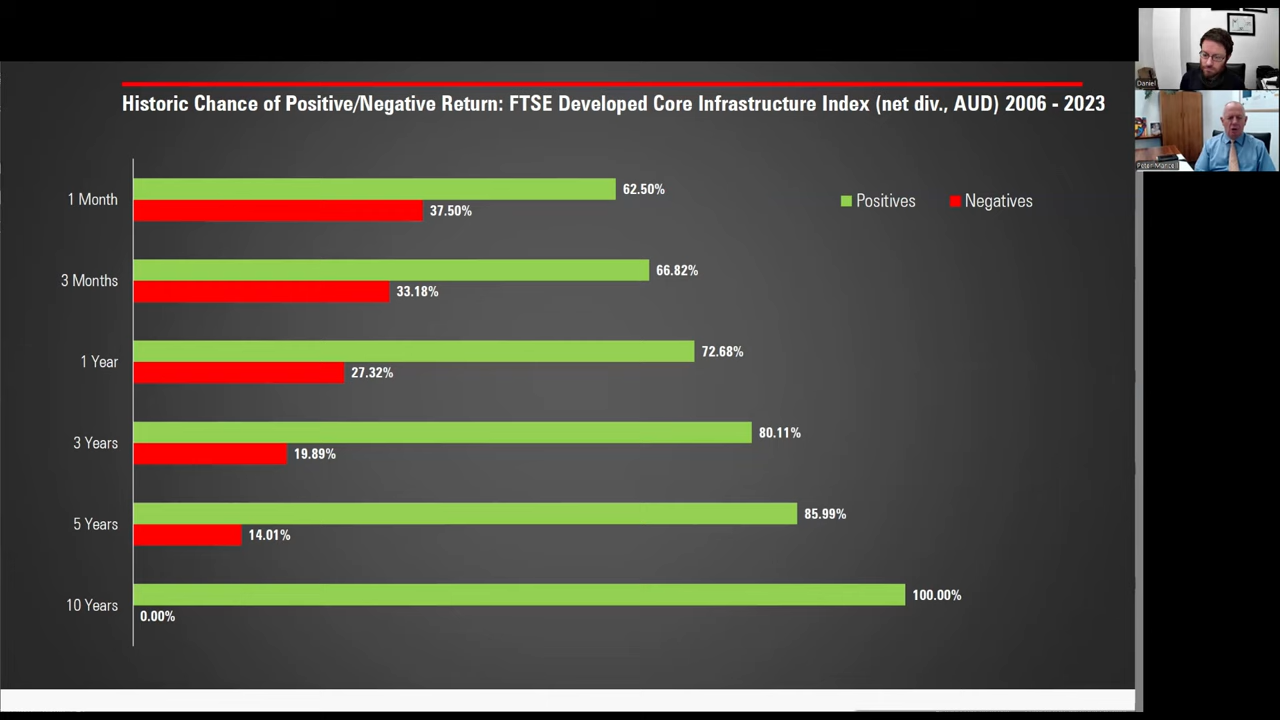 Historic Chance of Positive/Negative Return: FTSE Developed Core Infrastructure Index (net div., AUD) 2006 - 2023
Positives
Negatives
1 Month
62.50%
37.50%
3 Months
66.82%
33.18%
1 Year
72.68%
27.32%
3 Years
80.11%
19.89%
5 Years
85.99%
14.01%
10 Years
100.00%
0.00%
Daniel
Peter